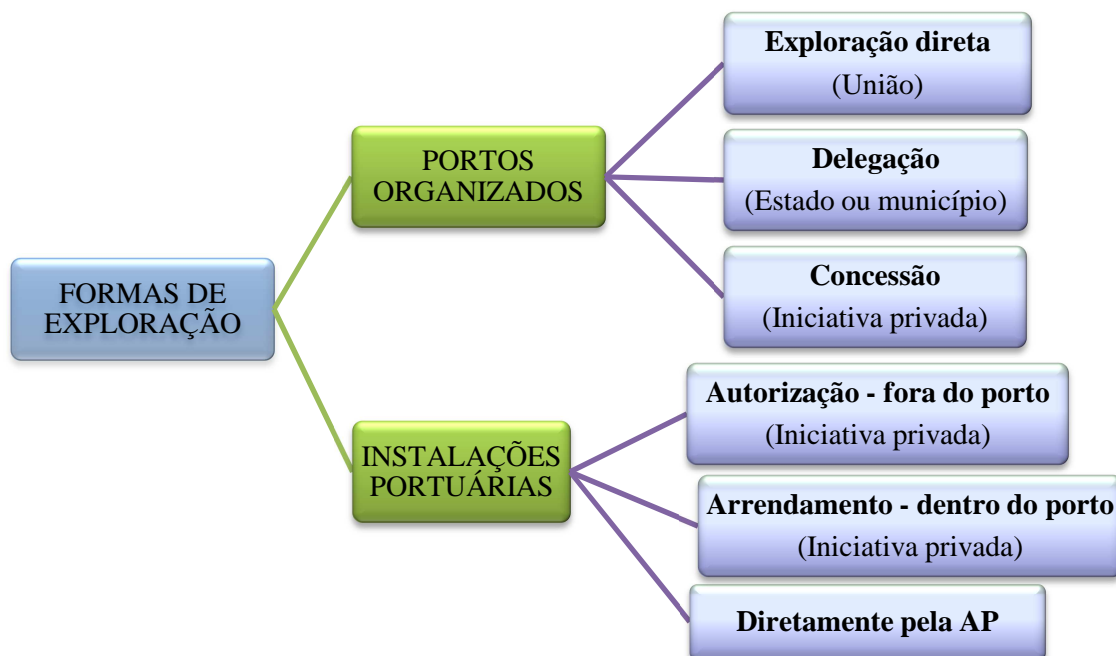 Exploração direta
(União)
PORTOS
ORGANIZADOS
Delegação
(Estado ou município)
Concessão
(Iniciativa privada)
FORMAS DE
EXPLORAÇÃO
Autorização - fora do porto
(Iniciativa privada)
INSTALAÇÕES
PORTUÁRIAS
Arrendamento - dentro do porto
(Iniciativa privada)
Diretamente pela AP